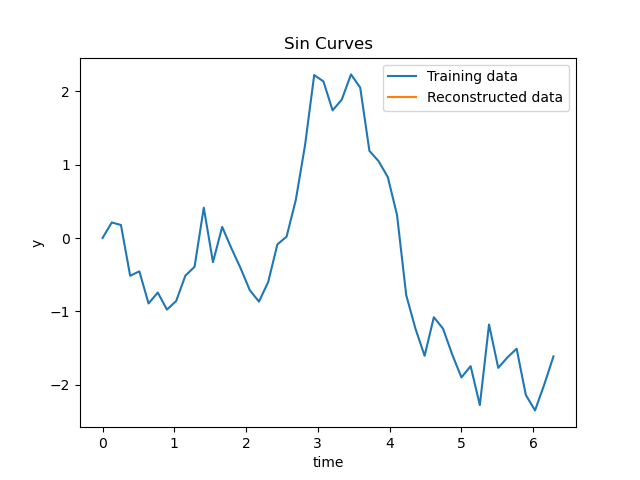 Sin Curves
Training data
Reconstructed data
2
1
0
−1
−2
y
0 1 2 3 4 5 6
time